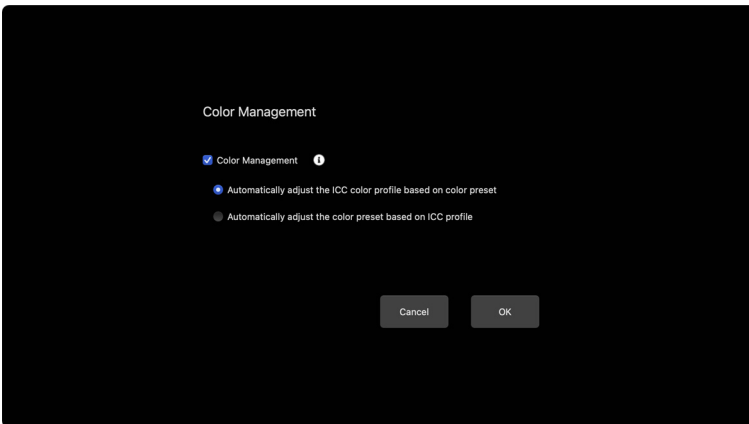 Color Management
Color Management
Automatically adjust the ICC color profile based on color preset
Automatically adjust the color preset based on ICC profile
Cancel OK